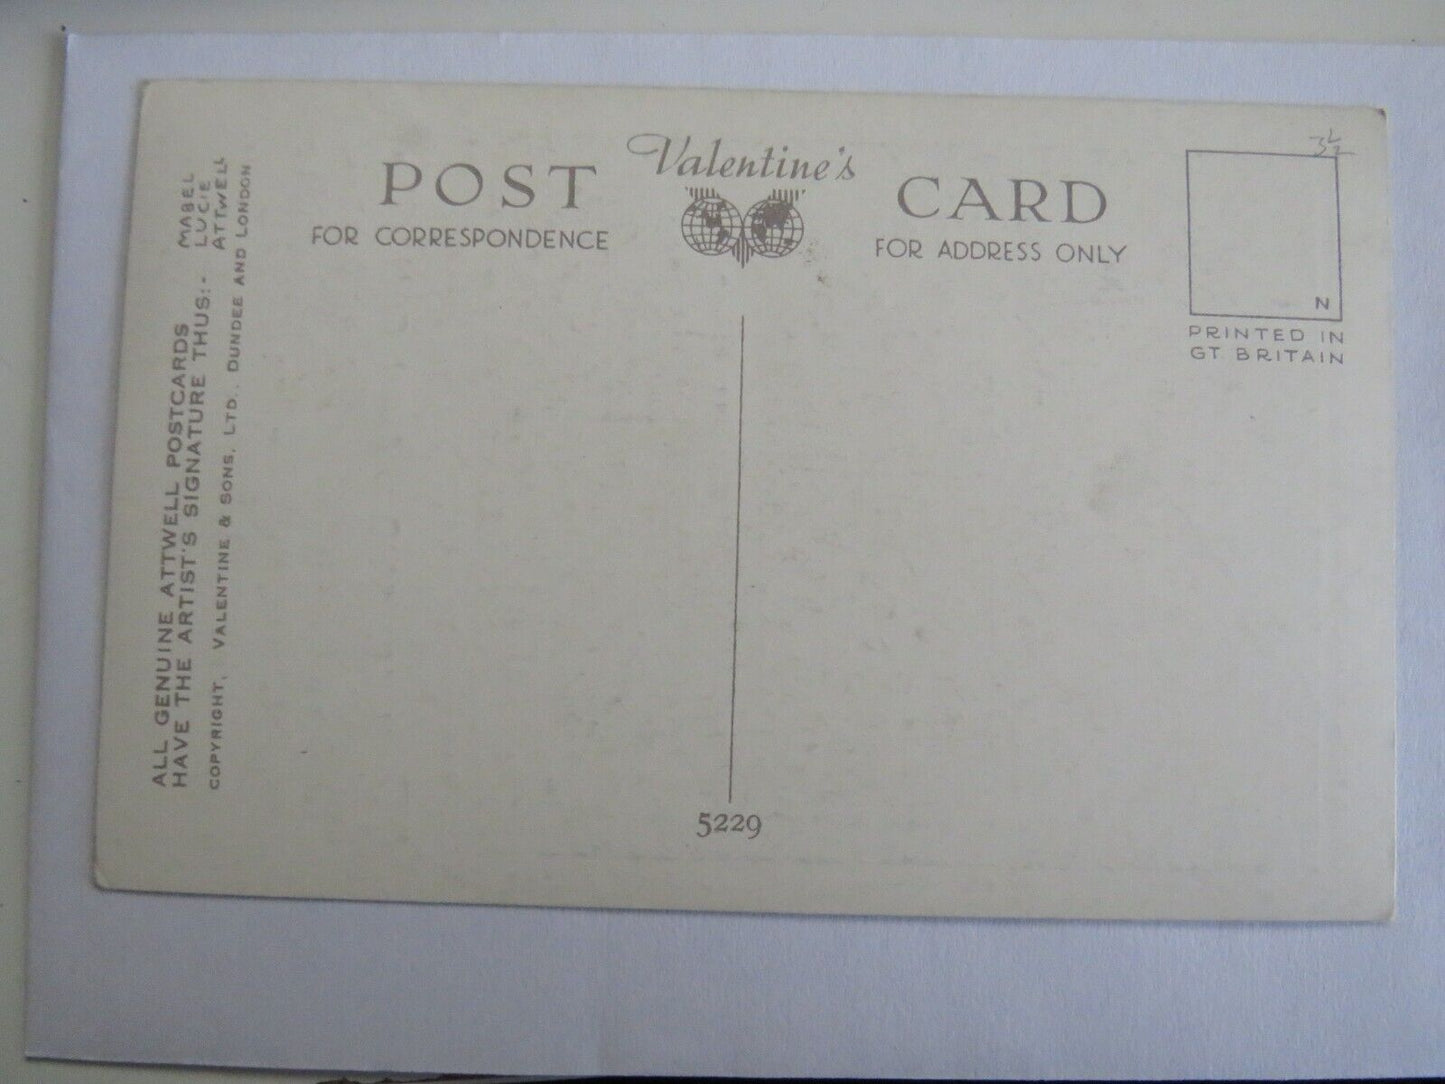 Valentine's
POST CARD
FOR CORRESPONDENCE
FOR ADDRESS ONLY
N
PRINTED IN
GT BRITAIN
ALL GENUINE ATTWELL POSTCARDS
HAVE THE ARTIST'S SIGNATURE THUS:-
MABEL
LUCIE
ATTWELL
COPYRIGHT, VALENTINE & SONS, LTD., DUNDEE AND LONDON
5229